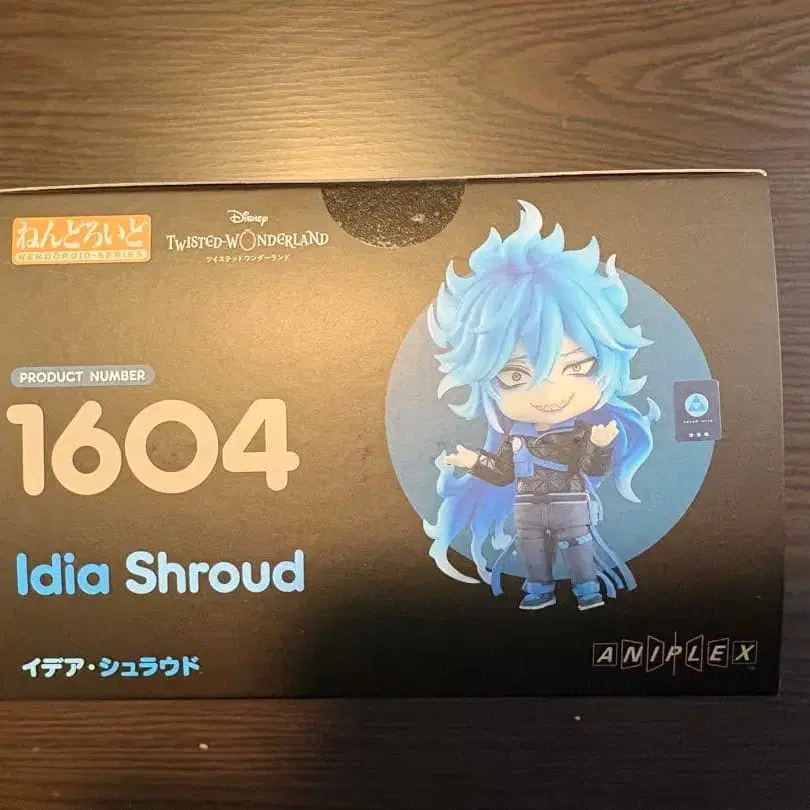 ねんどろいど
NENDOROID-SERIES
Disney
TWISTED-WONDERLAND
ツイステッドワンダーランド
PRODUCT NUMBER
1604
Idia Shroud
イデア・シュラウド
ANIPLEX